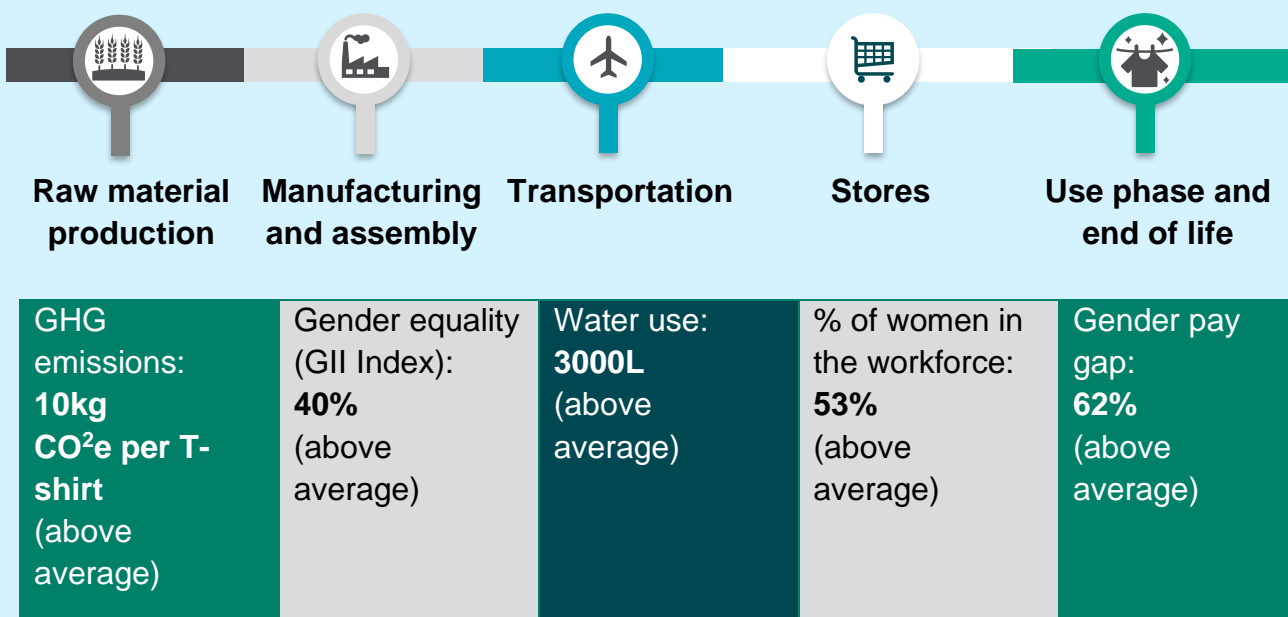 Raw material
production
Manufacturing
and assembly
Transportation
Stores
Use phase and
end of life
GHG
emissions:
10kg
CO²e per T-
shirt
(above
average)
Gender equality
(GII Index):
40%
(above
average)
Water use:
3000L
(above
average)
% of women in
the workforce:
53%
(above
average)
Gender pay
gap:
62%
(above
average)